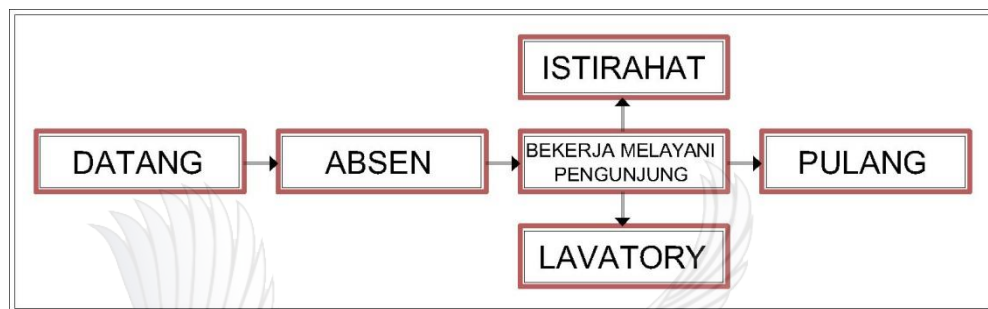 ISTIRAHAT
DATANG
ABSEN
BEKERJA MELAYANI
PENGUNJUNG
PULANG
LAVATORY